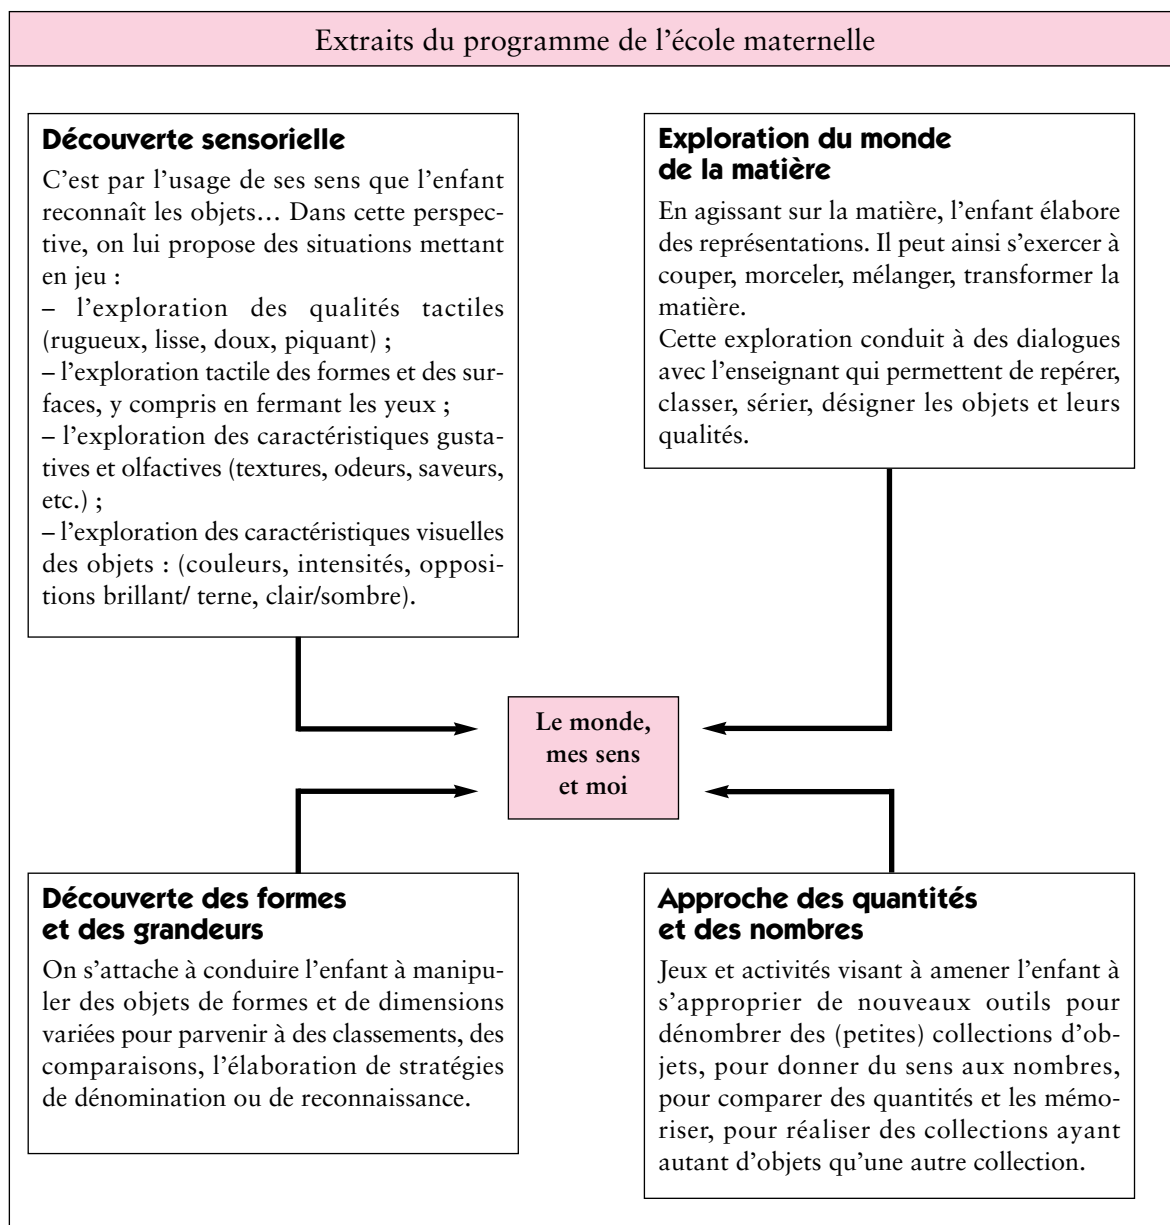 Extraits du programme de l'école maternelle
Découverte sensorielle
C'est par l'usage de ses sens que l'enfant
reconnaît les objets… Dans cette perspec-
tive, on lui propose des situations mettant
en jeu :
– l'exploration des qualités tactiles
(rugueux, lisse, doux, piquant) ;
– l'exploration tactile des formes et des sur-
faces, y compris en fermant les yeux ;
– l'exploration des caractéristiques gusta-
tives et olfactives (textures, odeurs, saveurs,
etc.) ;
– l'exploration des caractéristiques visuelles
des objets : (couleurs, intensités, opposi-
tions brillant/ terne, clair/sombre).
Exploration du monde
de la matière
En agissant sur la matière, l'enfant élabore
des représentations. Il peut ainsi s'exercer à
couper, morceler, mélanger, transformer la
matière.
Cette exploration conduit à des dialogues
avec l'enseignant qui permettent de repérer,
classer, sérier, désigner les objets et leurs
qualités.
Le monde,
mes sens
et moi
Découverte des formes
et des grandeurs
On s'attache à conduire l'enfant à manipu-
ler des objets de formes et de dimensions
variées pour parvenir à des classements, des
comparaisons, l'élaboration de stratégies
de dénomination ou de reconnaissance.
Approche des quantités
et des nombres
Jeux et activités visant à amener l'enfant à
s'approprier de nouveaux outils pour
dénombrer des (petites) collections d'ob-
jets, pour donner du sens aux nombres,
pour comparer des quantités et les mémo-
riser, pour réaliser des collections ayant
autant d'objets qu'une autre collection.